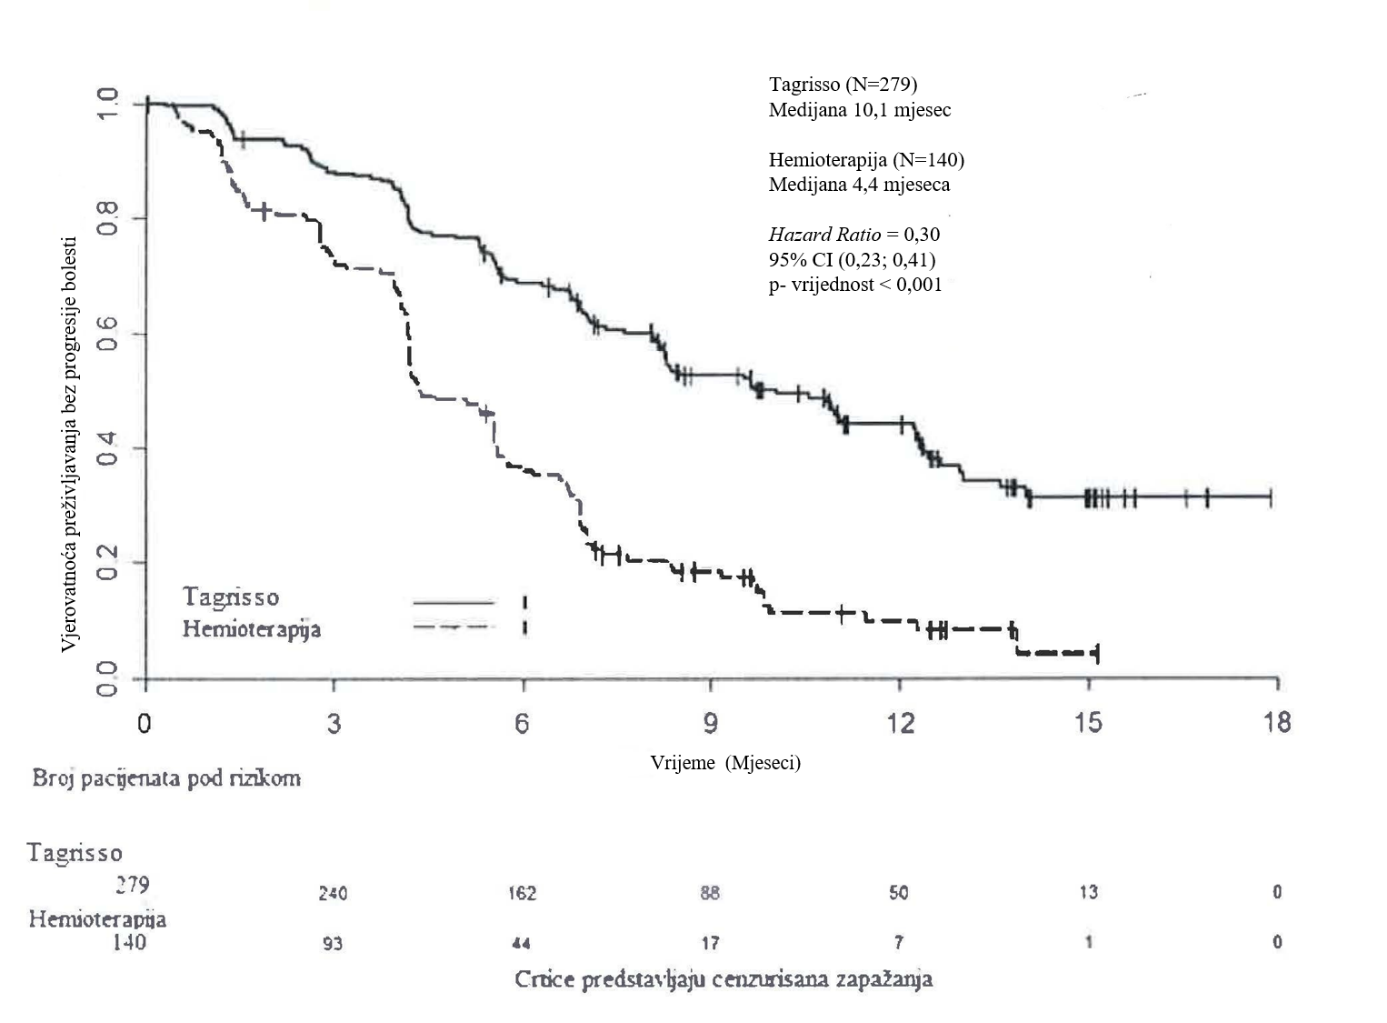 Tagrisso (N=279)
Medijana 10,1 mjesec
Hemioterapija (N=140)
Medijana 4,4 mjeseca
Hazard Ratio = 0,30
95% CI (0,23; 0,41)
p- vrijednost < 0,001
Vjerovatnoća preživljavanja bez progresije bolesti
1.0
0.8
0.6
0.4
0.2
0.0
Tagrisso
Hemioterapija
0 3 6 9 12 15 18
Vrijeme (Mjeseci)
Broj pacijenata pod rizikom
Tagrisso
279 240 162 88 50 13 0
Hemioterapija
140 93 44 17 7 1 0
Crtice predstavljaju cenzurisana zapažanja